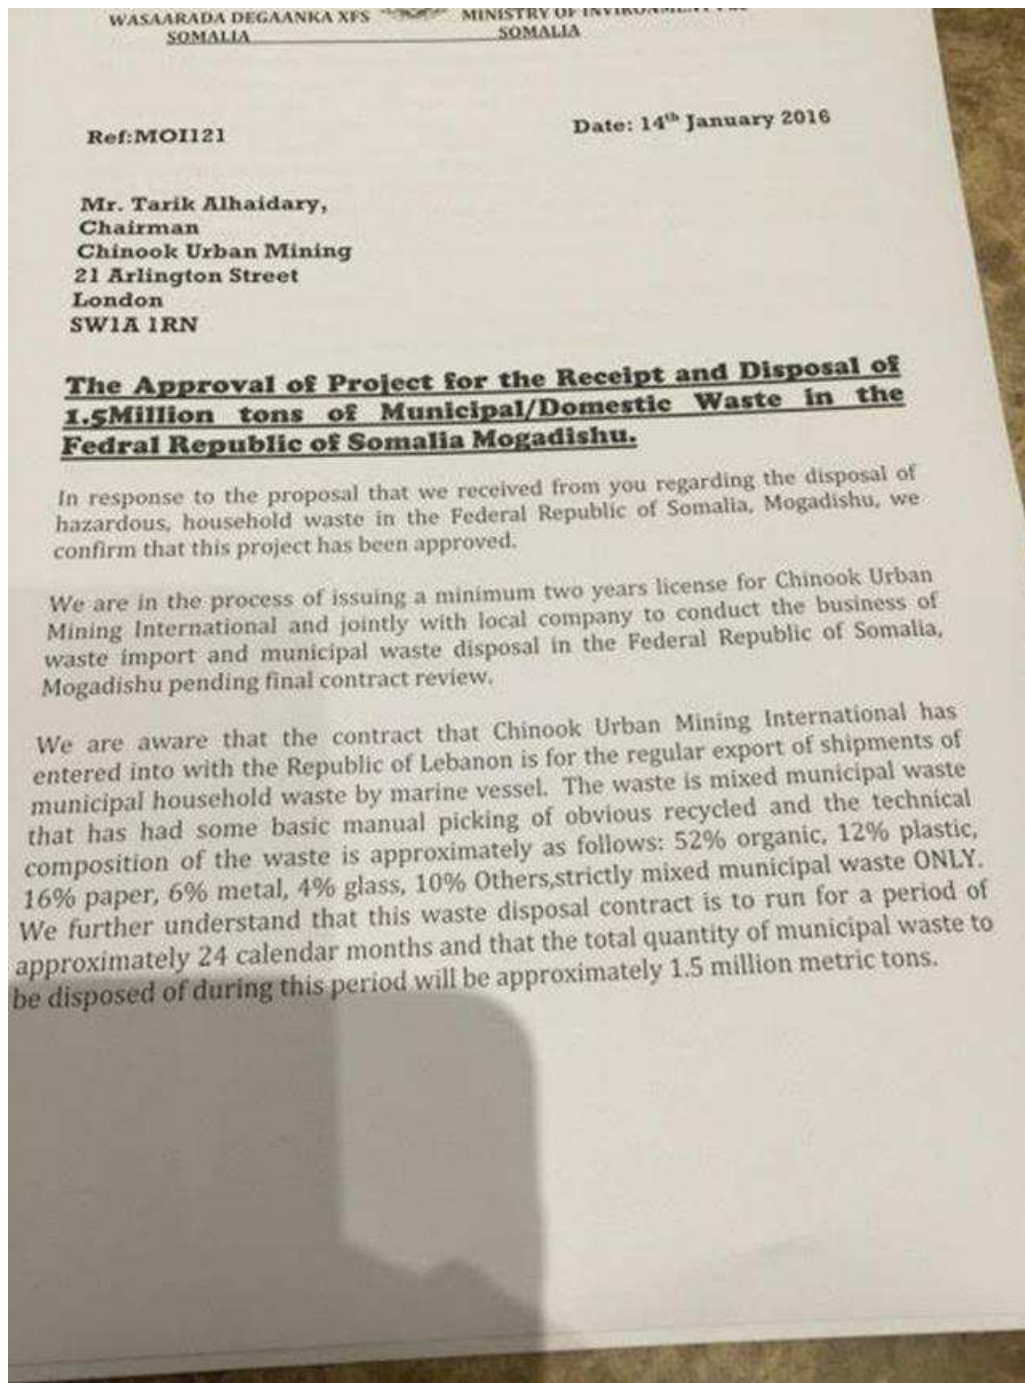 WASAARADA DEGAANKA XFS
SOMALIA
MINISTRY OF
SOMALIA
Ref:MOI121
Date: 14th January 2016
Mr. Tarik Alhaidary,
Chairman
Chinook Urban Mining
21 Arlington Street
London
SW1A 1RN
The Approval of Project for the Receipt and Disposal of
1.5Million tons of Municipal/Domestic Waste in the
Fedral Republic of Somalia Mogadishu.
In response to the proposal that we received from you regarding the disposal of
hazardous, household waste in the Federal Republic of Somalia, Mogadishu, we
confirm that this project has been approved.
We are in the process of issuing a minimum two years license for Chinook Urban
Mining International and jointly with local company to conduct the business of
waste import and municipal waste disposal in the Federal Republic of Somalia,
Mogadishu pending final contract review.
We are aware that the contract that Chinook Urban Mining International has
entered into with the Republic of Lebanon is for the regular export of shipments of
municipal household waste by marine vessel. The waste is mixed municipal waste
that has had some basic manual picking of obvious recycled and the technical
composition of the waste is approximately as follows: 52% organic, 12% plastic,
16% paper, 6% metal, 4% glass, 10% Others,strictly mixed municipal waste ONLY.
We further understand that this waste disposal contract is to run for a period of
approximately 24 calendar months and that the total quantity of municipal waste to
be disposed of during this period will be approximately 1.5 million metric tons.